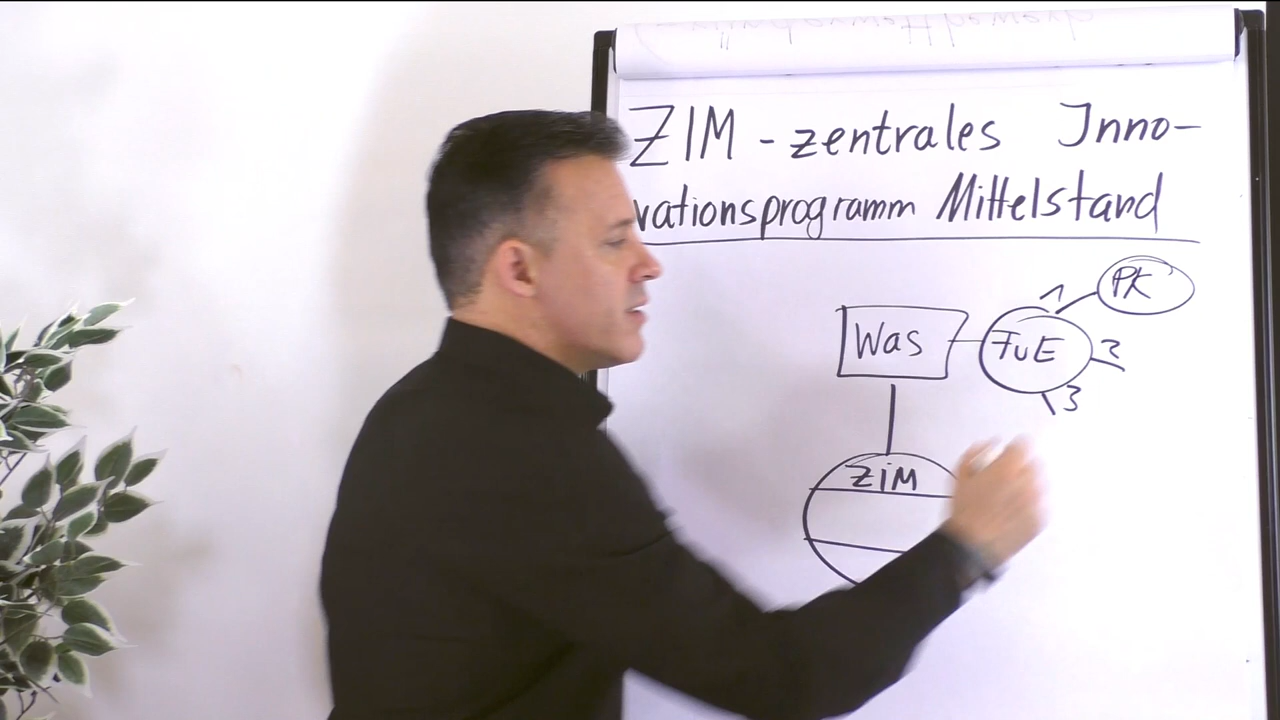 ZIM - zentrales Inno-
vationsprogramm Mittelstand
PK
1
Was
FuE
2
3
ZiM